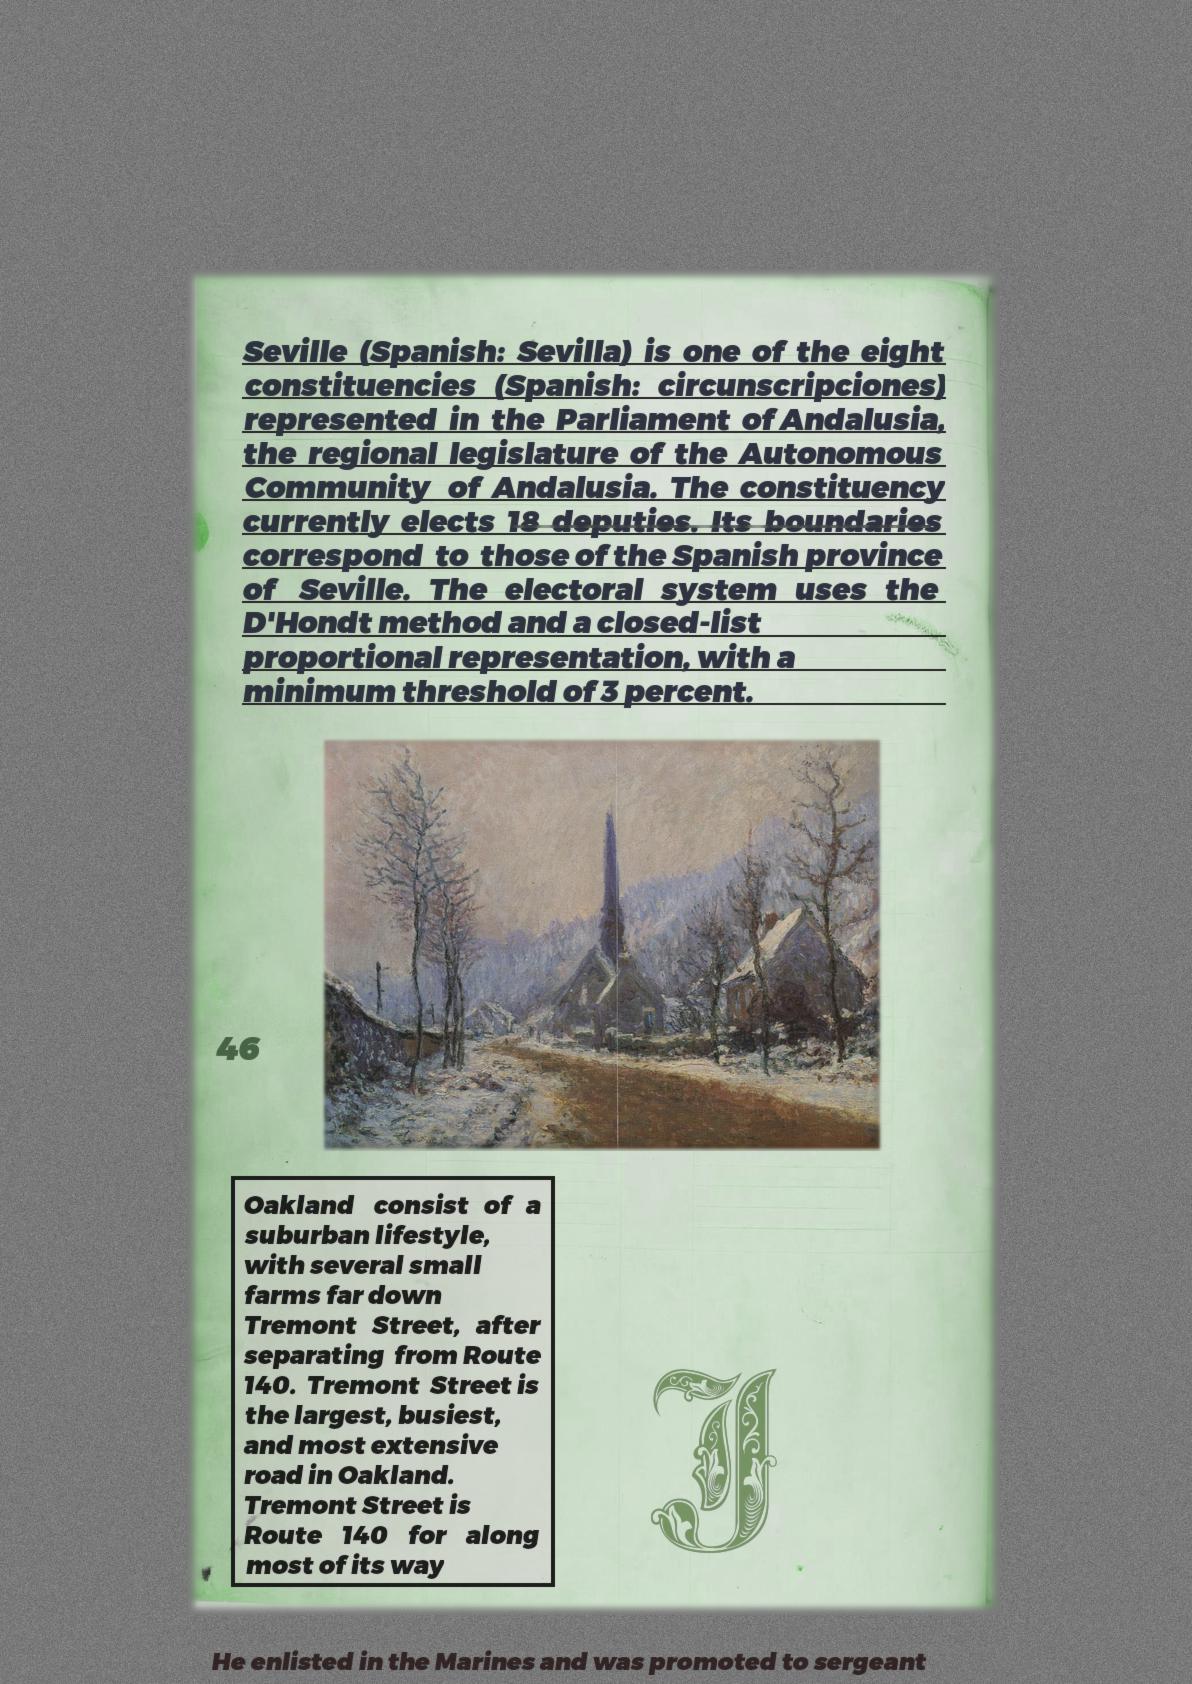 Seville (Spanish: Sevilla) is one of the eight
constituencies (Spanish: circunscripciones)
represented in the Parliament of Andalusia,
the regional legislature of the Autonomous
Community of Andalusia. The constituency
currently elects 18 deputies. Its boundaries
correspond to those of the Spanish province
of Seville. The electoral system uses the
D'Hondt method and a closed-list
proportional representation, with a
minimum threshold of 3 percent.
46
Oakland consist of a
suburban lifestyle,
with several small
farms far down
Tremont Street, after
separating from Route
140. Tremont Street is
the largest, busiest,
and most extensive
road in Oakland.
Tremont Street is
Route 140 for along
most of its way
J
He enlisted in the Marines and was promoted to sergeant